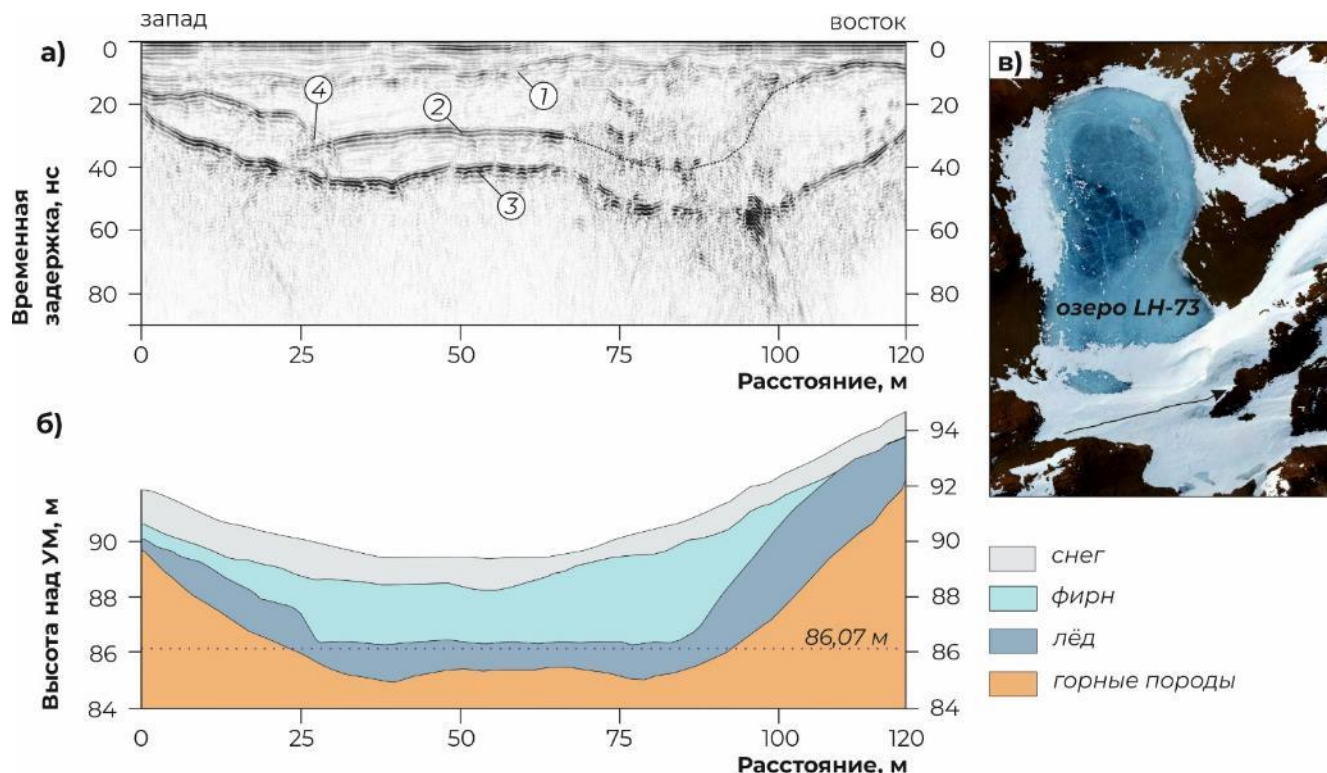 запад
восток
а)
0
20
40
60
80
0
20
40
60
80
Временная
задержка, нс
4
2
1
3
0
25
50
75
100
120
Расстояние, м
в)
озеро LH-73
б)
Высота над УМ, м
90
88
86
84
94
92
90
88
86
84
86,07 м
0
25
50
75
100
120
Расстояние, м
снег
фирн
лёд
горные породы